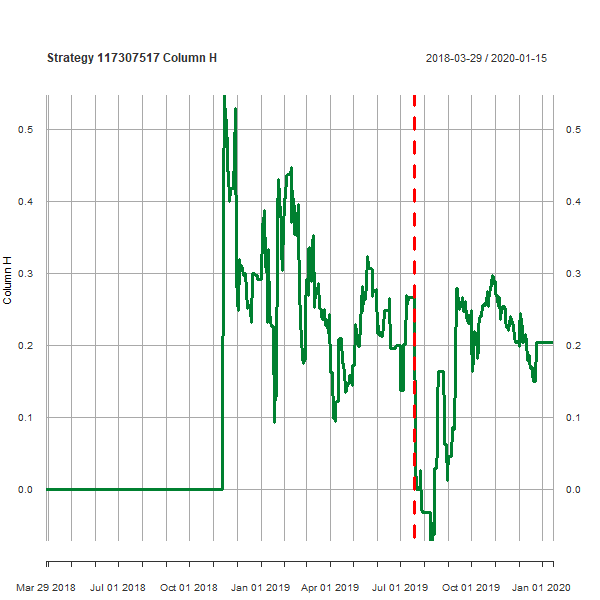 Strategy 117307517 Column H
2018-03-29 / 2020-01-15
0.5 0.5
0.4 0.4
0.3 0.3
Column H
0.2 0.2
0.1 0.1
0.0 0.0
Mar 29 2018 Jul 01 2018 Oct 01 2018 Jan 01 2019 Apr 01 2019 Jul 01 2019 Oct 01 2019 Jan 01 2020